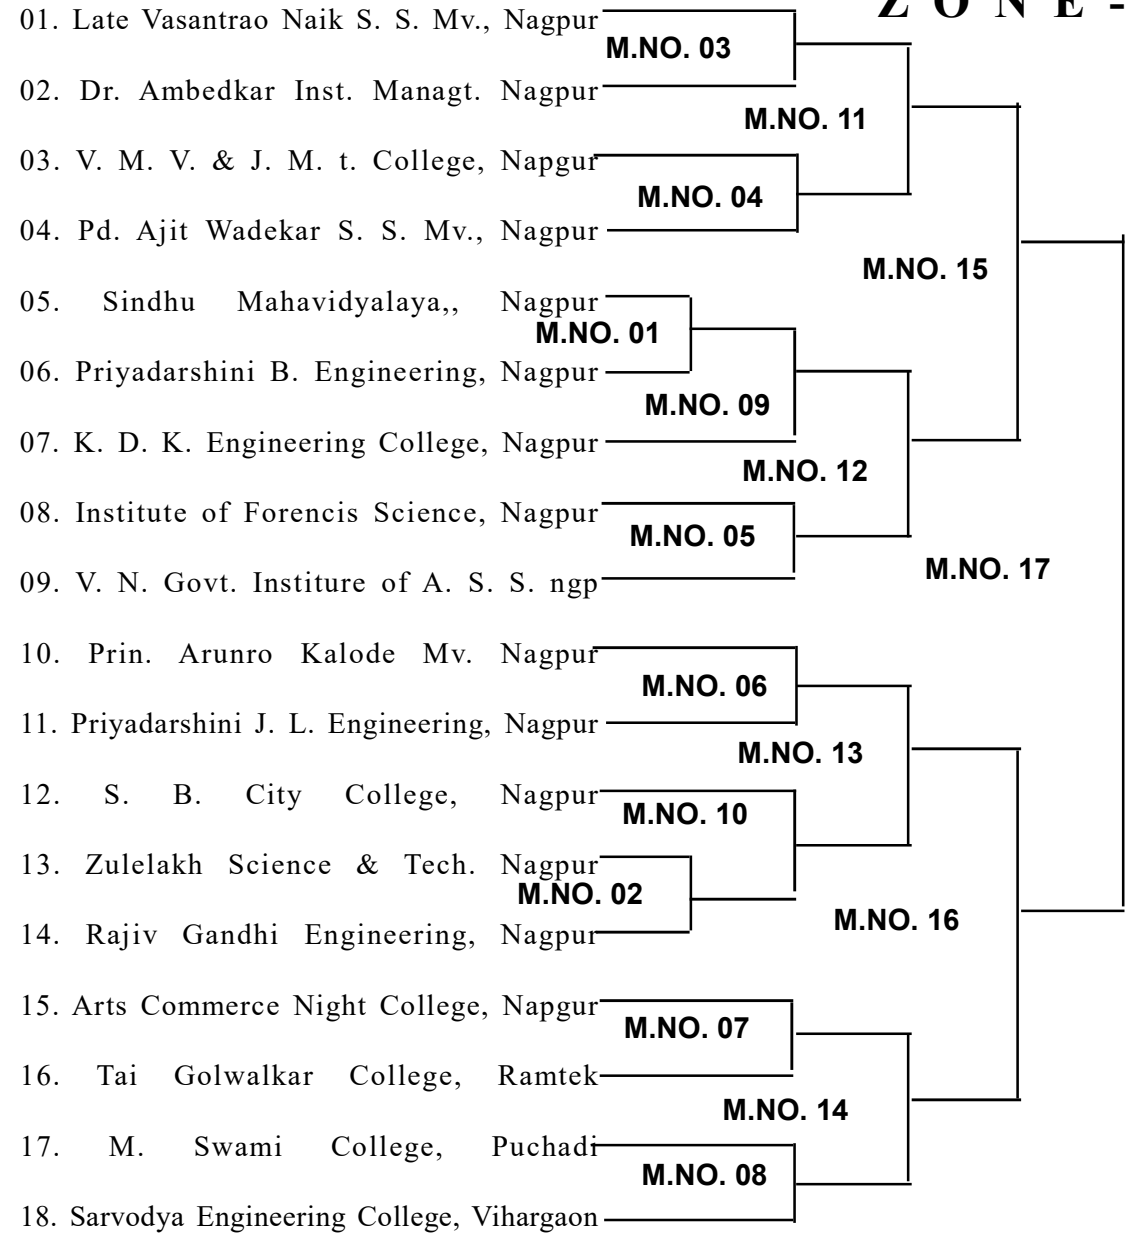 Z O N E -
01. Late Vasantrao Naik S. S. Mv., Nagpur
M.NO. 03
02. Dr. Ambedkar Inst. Managt. Nagpur
M.NO. 11
03. V. M. V. & J. M. t. College, Napgur
M.NO. 04
04. Pd. Ajit Wadekar S. S. Mv., Nagpur
M.NO. 15
05. Sindhu Mahavidyalaya,, Nagpur
M.NO. 01
06. Priyadarshini B. Engineering, Nagpur
M.NO. 09
07. K. D. K. Engineering College, Nagpur
M.NO. 12
08. Institute of Forencis Science, Nagpur
M.NO. 05
M.NO. 17
09. V. N. Govt. Institure of A. S. S. ngp
10. Prin. Arunro Kalode Mv. Nagpur
M.NO. 06
11. Priyadarshini J. L. Engineering, Nagpur
M.NO. 13
12. S. B. City College, Nagpur
M.NO. 10
13. Zulelakh Science & Tech. Nagpur
M.NO. 02
M.NO. 16
14. Rajiv Gandhi Engineering, Nagpur
15. Arts Commerce Night College, Napgur
M.NO. 07
16. Tai Golwalkar College, Ramtek
M.NO. 14
17. M. Swami College, Puchadi
M.NO. 08
18. Sarvodya Engineering College, Vihargaon